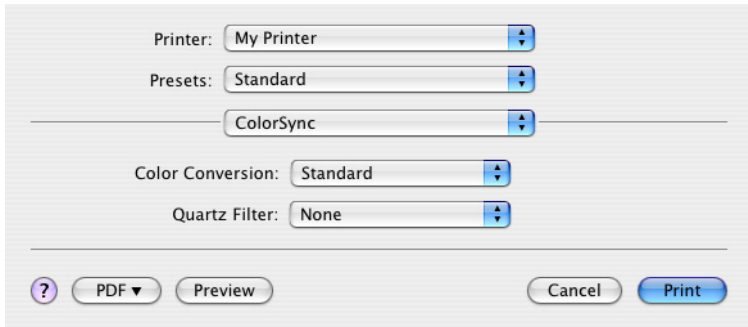 Printer: My Printer
Presets: Standard
ColorSync
Color Conversion: Standard
Quartz Filter: None
? PDF ▼ Preview Cancel Print